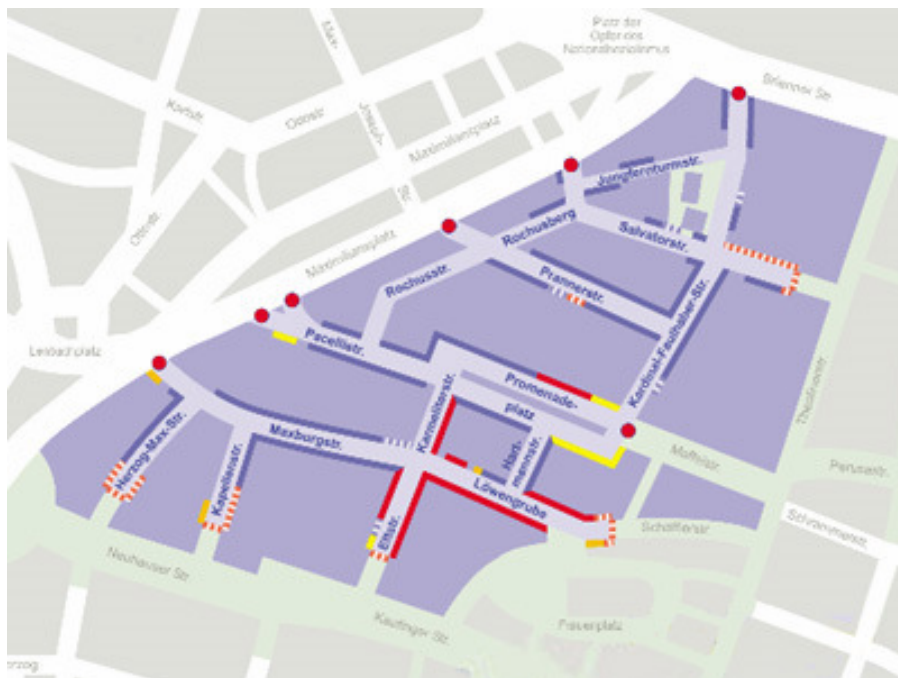 Platz der
Opfer des
Nationalsozialismus
Brienner Str.
Max-
Joseph-
Str.
Karlstr.
Ottostr.
Maximiliansplatz
Ottostr.
Jungfernturmstr.
Rochusberg
Salvatorstr.
Maximiliansplatz
Rochusstr.
Prannerstr.
Kardinal-Faulhaber-Str.
Theatinerstr.
Lenbachplatz
Pacellistr.
Promenade-
platz
Karmeliterstr.
Hart-
mannstr.
Maxburgstr.
Herzog-Max-Str.
Kapellenstr.
Löwengrube
Ettstr.
Maffeistr.
Perusastr.
Schrammerstr.
Schäfflerstr.
Neuhauser Str.
Kaufinger Str.
Frauenplatz
erzog